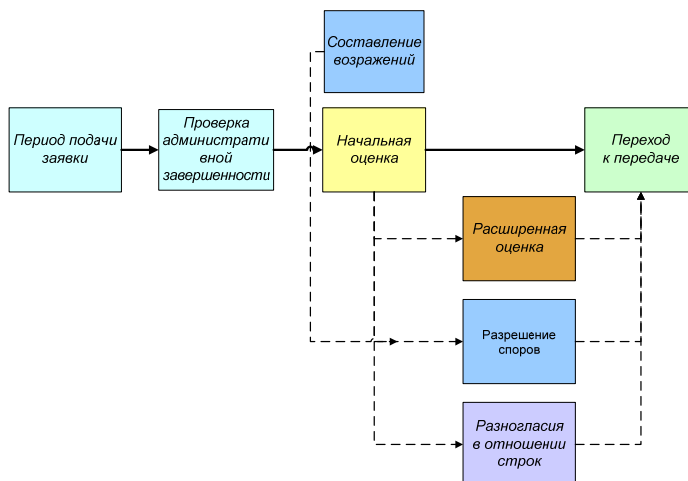 Составление
возражений
Период подачи
заявки
Проверка
администрати
вной
завершенности
Начальная
оценка
Переход
к передаче
Расширенная
оценка
Разрешение
споров
Разногласия
в отношении
строк